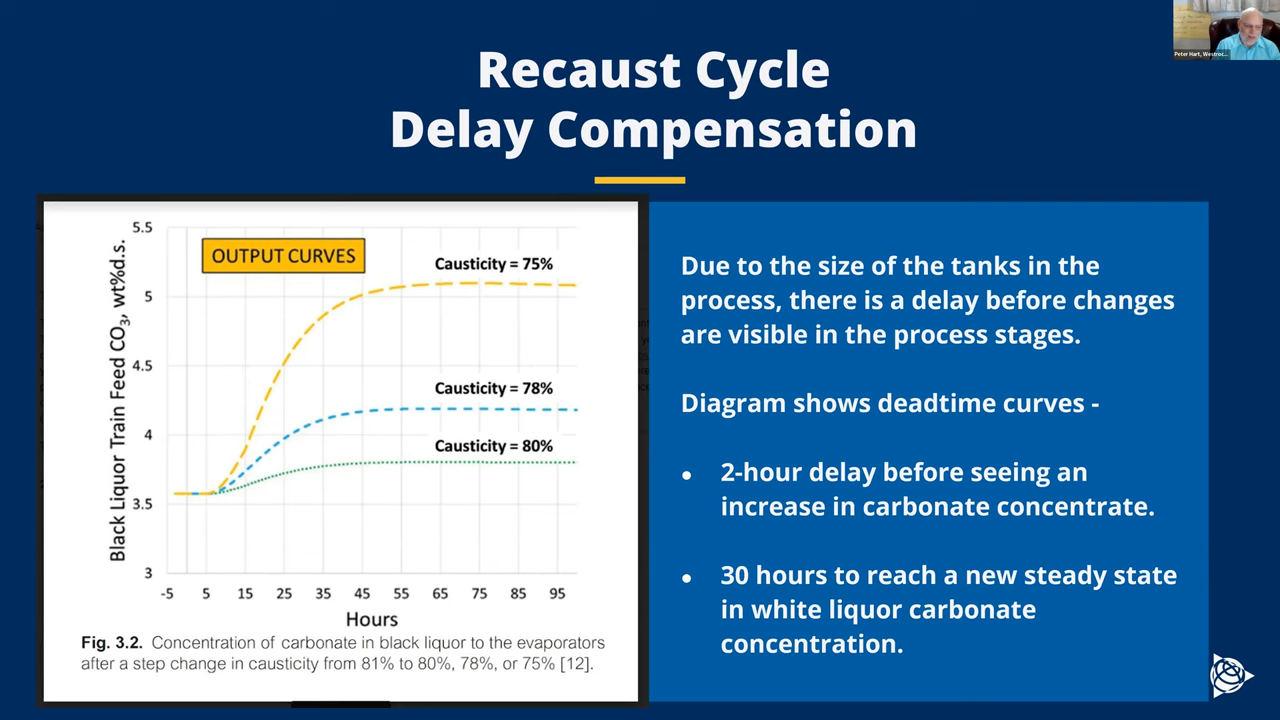 Peter Hart, Westroc...
Recaust Cycle
Delay Compensation
OUTPUT CURVES
Black Liquor Train Feed CO3, wt%d.s.
5.5
5
4.5
4
3.5
3
Causticity = 75%
Causticity = 78%
Causticity = 80%
-5 5 15 25 35 45 55 65 75 85 95
Hours
Fig. 3.2. Concentration of carbonate in black liquor to the evaporators
after a step change in causticity from 81% to 80%, 78%, or 75% [12].
Due to the size of the tanks in the
process, there is a delay before changes
are visible in the process stages.
Diagram shows deadtime curves -
● 2-hour delay before seeing an
increase in carbonate concentrate.
● 30 hours to reach a new steady state
in white liquor carbonate
concentration.